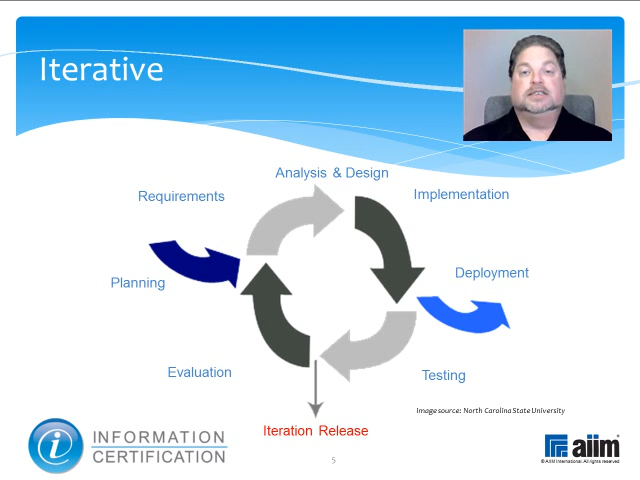 Iterative
Analysis & Design
Requirements
Implementation
Deployment
Planning
Evaluation
Testing
Image source: North Carolina State University
Iteration Release
i
INFORMATION
CERTIFICATION
5
aiim
© AIIM International. All rights reserved